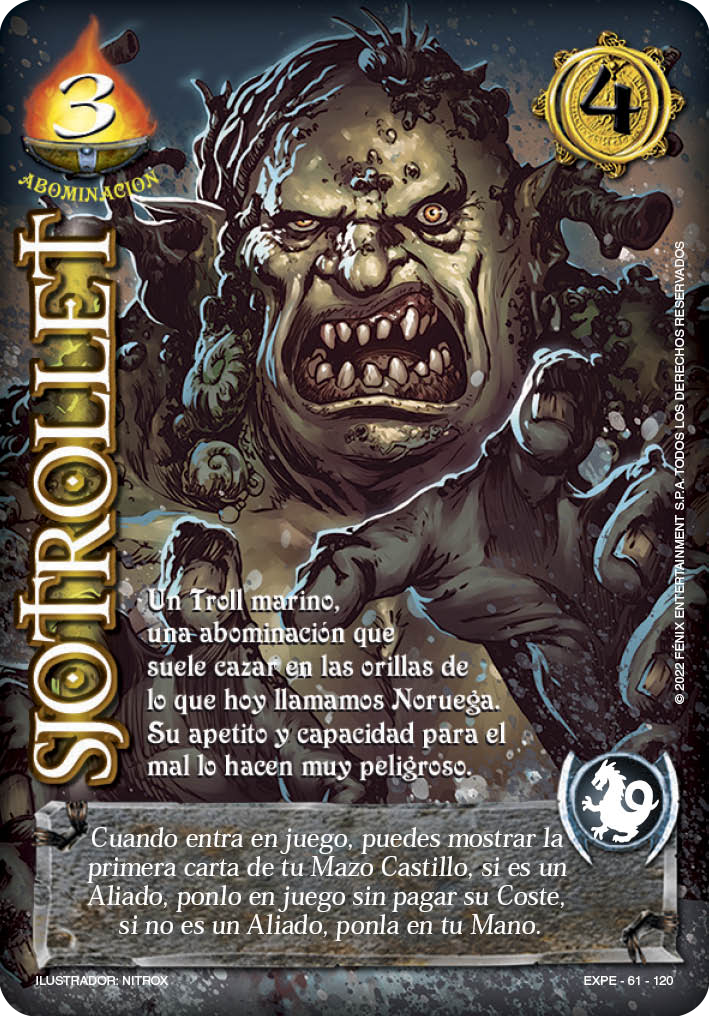 3
ABOMINACION
4
SJOTROLLET
Un Troll marino,
una abominación que
suele cazar en las orillas de
lo que hoy llamamos Noruega.
Su apetito y capacidad para el
mal lo hacen muy peligroso.
Cuando entra en juego, puedes mostrar la
primera carta de tu Mazo Castillo, si es un
Aliado, ponlo en juego sin pagar su Coste,
si no es un Aliado, ponla en tu Mano.
© 2022 FÉNIX ENTERTAINMENT S.P.A. TODOS LOS DERECHOS RESERVADOS
ILUSTRADOR: NITROX
EXPE - 61 - 120